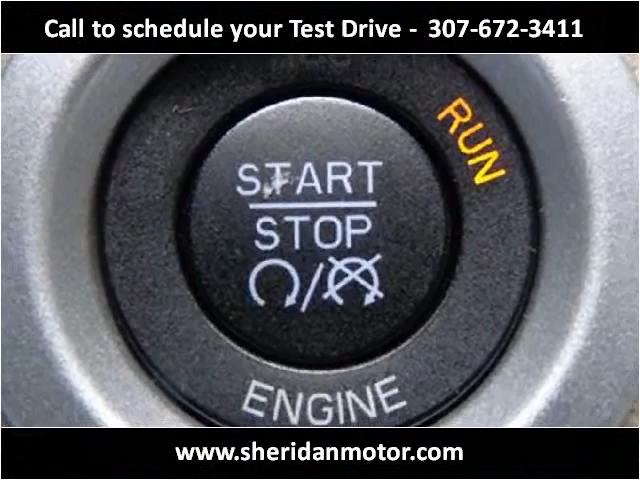 Call to schedule your Test Drive - 307-672-3411
RUN
START
STOP
ENGINE
www.sheridanmotor.com